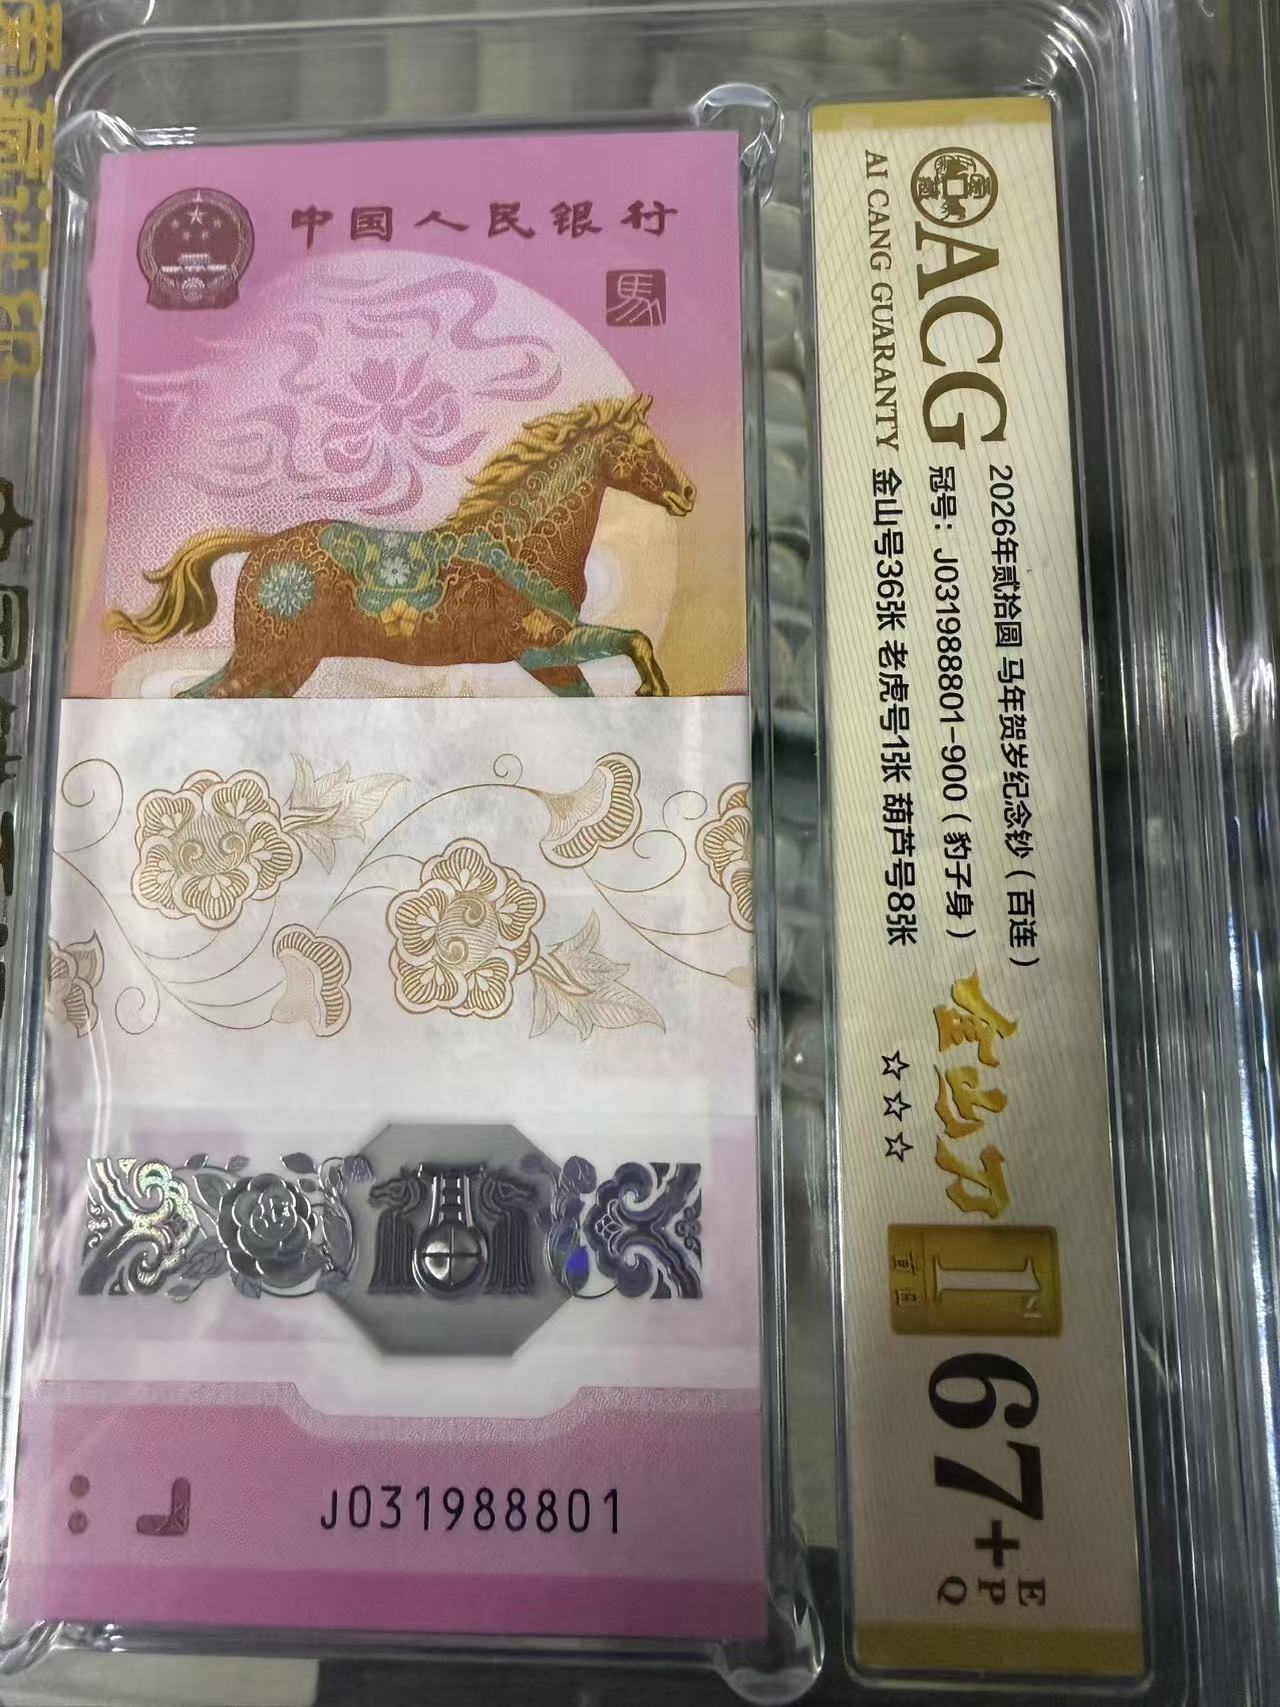 中国人民银行
馬
J031988801
ACG
AI CANG GUARANTY
2026年贰拾圆 马年贺岁纪念钞（百连）
冠号：J031988801-900（豹子身）
金山号36张 老虎号1张 葫芦号8张
金山刀
☆☆☆
1st
首发
67+
EPQ